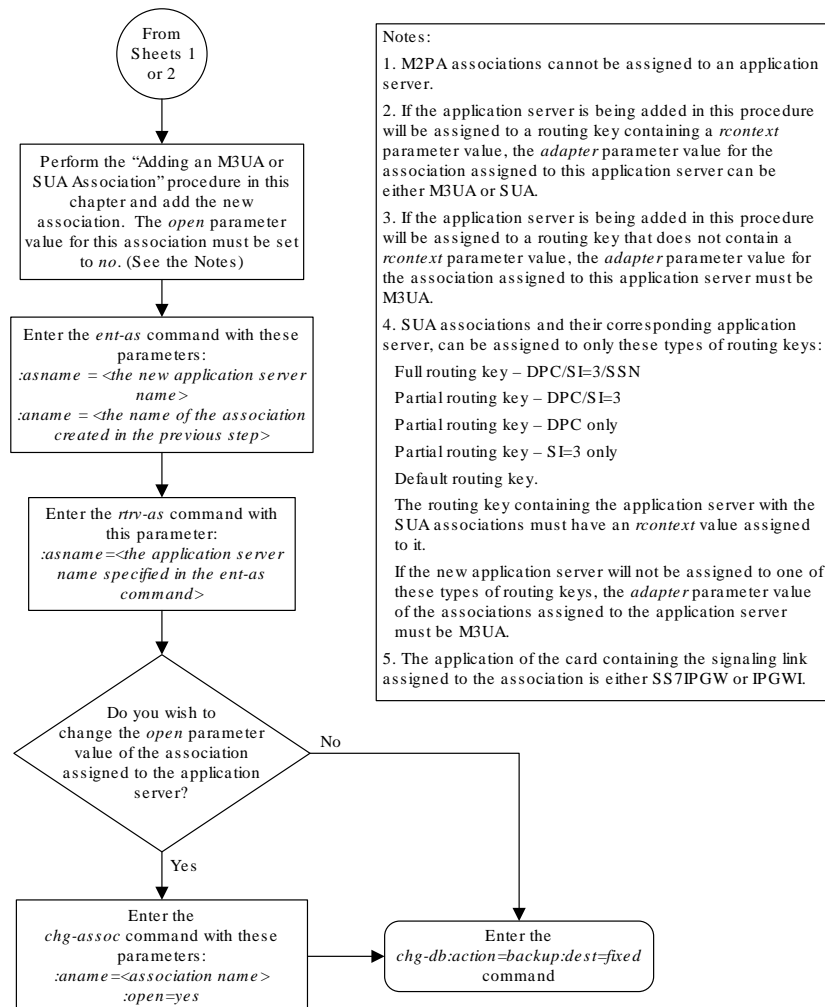 From
Sheets 1
or 2
Perform the “Adding an M3UA or
SUA Association” procedure in this
chapter and add the new
association. The open parameter
value for this association must be set
to no. (See the Notes)
Enter the ent-as command with these
parameters:
:asname = <the new application server
name>
:aname = <the name of the association
created in the previous step>
Enter the rtrv-as command with
this parameter:
:asname=<the application server
name specified in the ent-as
command>
Do you wish to
change the open parameter
value of the association
assigned to the application
server?
No
Yes
Enter the
chg-assoc command with these
parameters:
:aname=<association name>
:open=yes
Enter the
chg-db:action=backup:dest=fixed
command
Notes:
1. M2PA associations cannot be assigned to an application
server.
2. If the application server is being added in this procedure
will be assigned to a routing key containing a rcontext
parameter value, the adapter parameter value for the
association assigned to this application server can be
either M3UA or SUA.
3. If the application server is being added in this procedure
will be assigned to a routing key that does not contain a
rcontext parameter value, the adapter parameter value for
the association assigned to this application server must be
M3UA.
4. SUA associations and their corresponding application
server, can be assigned to only these types of routing keys:
Full routing key – DPC/SI=3/SSN
Partial routing key – DPC/SI=3
Partial routing key – DPC only
Partial routing key – SI=3 only
Default routing key.
The routing key containing the application server with the
SUA associations must have an rcontext value assigned
to it.
If the new application server will not be assigned to one of
these types of routing keys, the adapter parameter value
of the associations assigned to the application server
must be M3UA.
5. The application of the card containing the signaling link
assigned to the association is either SS7IPGW or IPGWI.